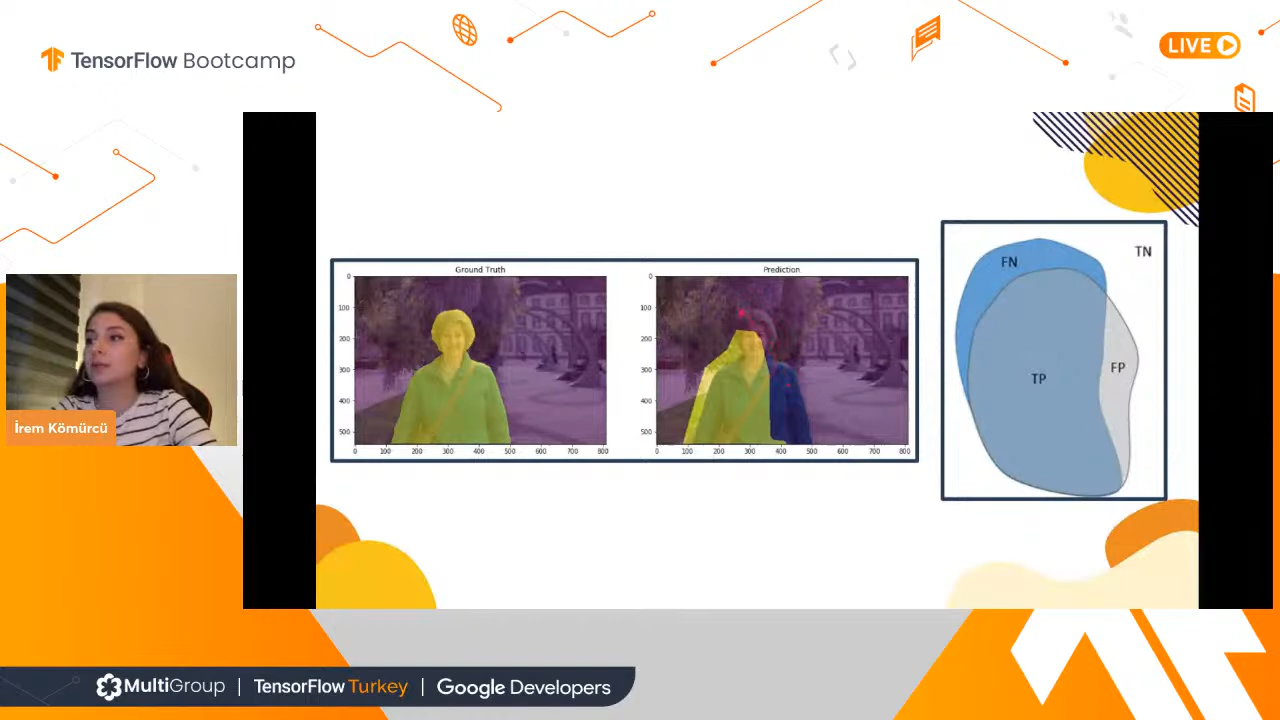 TensorFlow Bootcamp
LIVE
Ground Truth
0
100
200
300
400
500
0 100 200 300 400 500 600 700 800
Prediction
0
100
200
300
400
500
0 100 200 300 400 500 600 700 800
FN
TN
TP
FP
İrem Kömürcü
MultiGroup | TensorFlow Turkey | Google Developers